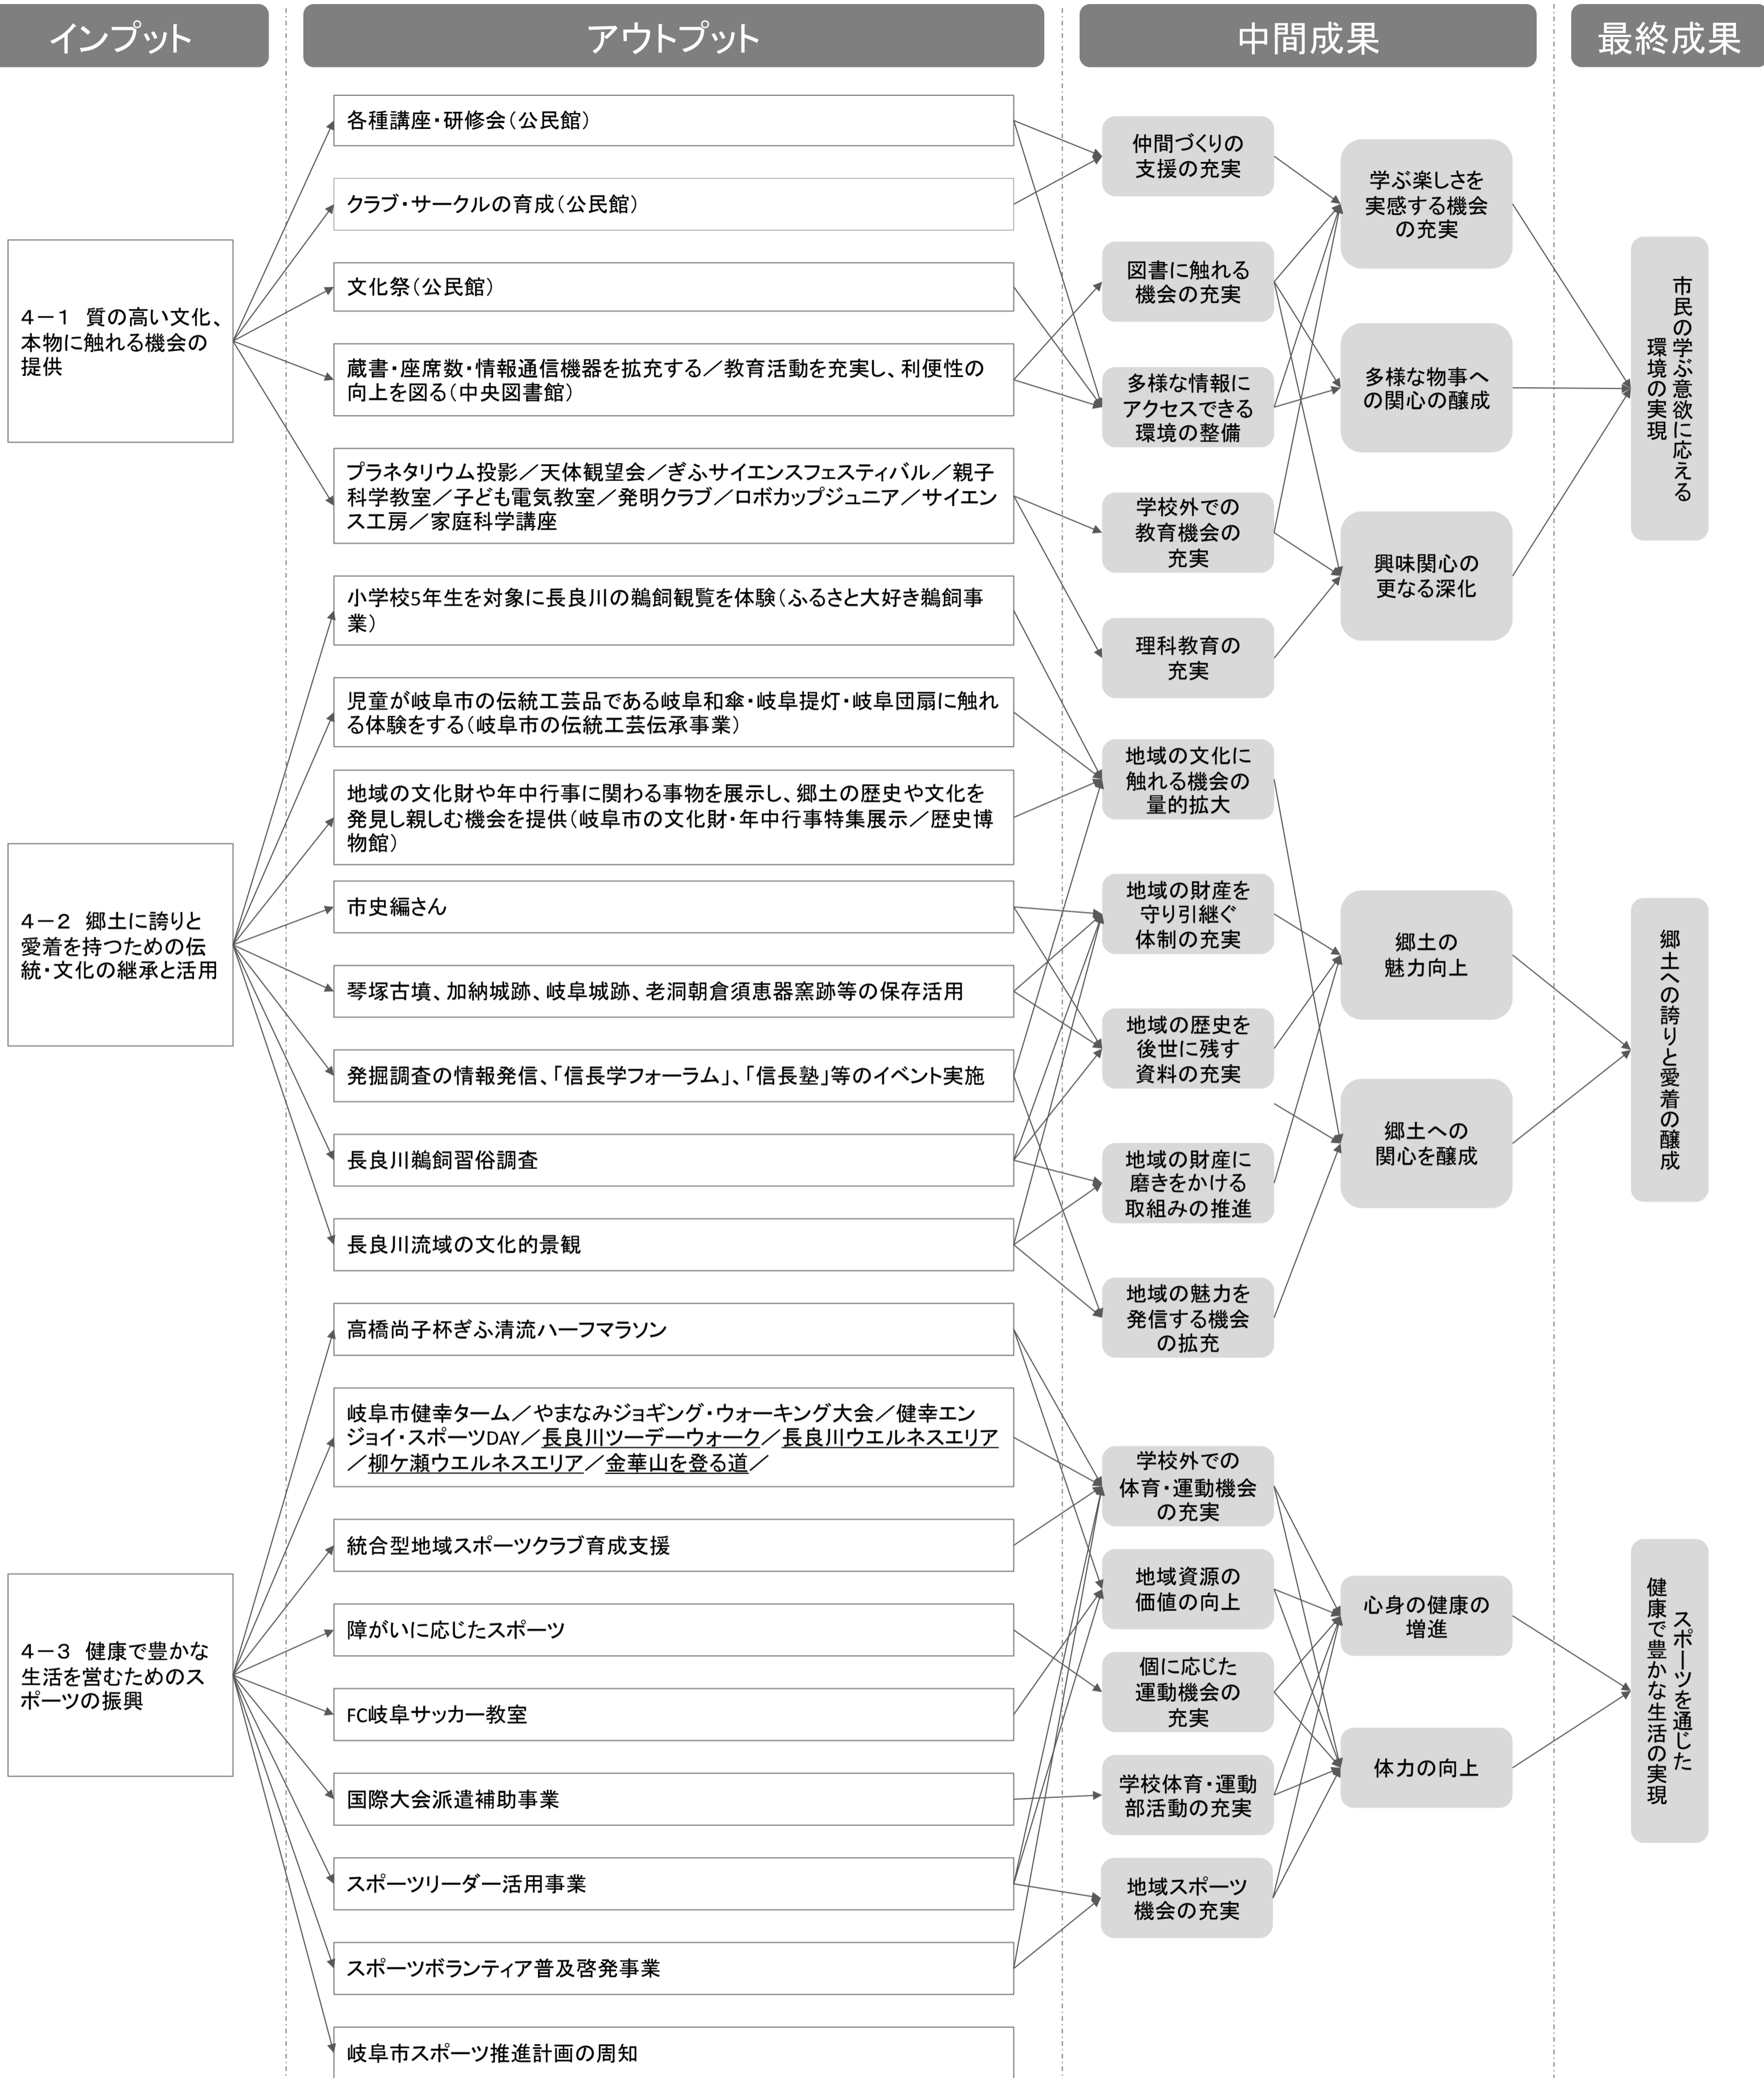 インプット
アウトプット
中間成果
最終成果
4－1　質の高い文化、
本物に触れる機会の
提供
各種講座・研修会（公民館）
クラブ・サークルの育成（公民館）
文化祭（公民館）
蔵書・座席数・情報通信機器を拡充する／教育活動を充実し、利便性の
向上を図る（中央図書館）
プラネタリウム投影／天体観望会／ぎふサイエンスフェスティバル／親子
科学教室／子ども電気教室／発明クラブ／ロボカップジュニア／サイエン
ス工房／家庭科学講座
仲間づくりの
支援の充実
図書に触れる
機会の充実
多様な情報に
アクセスできる
環境の整備
学校外での
教育機会の
充実
理科教育の
充実
学ぶ楽しさを
実感する機会
の充実
多様な物事へ
の関心の醸成
興味関心の
更なる深化
市民の学ぶ意欲に応える
環境の実現
4－2　郷土に誇りと
愛着を持つための伝
統・文化の継承と活用
小学校5年生を対象に長良川の鵜飼観覧を体験（ふるさと大好き鵜飼事
業）
児童が岐阜市の伝統工芸品である岐阜和傘・岐阜提灯・岐阜団扇に触れ
る体験をする（岐阜市の伝統工芸伝承事業）
地域の文化財や年中行事に関わる事物を展示し、郷土の歴史や文化を
発見し親しむ機会を提供（岐阜市の文化財・年中行事特集展示／歴史博
物館）
市史編さん
琴塚古墳、加納城跡、岐阜城跡、老洞朝倉須恵器窯跡等の保存活用
発掘調査の情報発信、「信長学フォーラム」、「信長塾」等のイベント実施
長良川鵜飼習俗調査
長良川流域の文化的景観
地域の文化に
触れる機会の
量的拡大
地域の財産を
守り引継ぐ
体制の充実
地域の歴史を
後世に残す
資料の充実
地域の財産に
磨きをかける
取組みの推進
地域の魅力を
発信する機会
の拡充
郷土の
魅力向上
郷土への
関心を醸成
郷土への誇りと愛着の醸成
4－3　健康で豊かな
生活を営むためのス
ポーツの振興
高橋尚子杯ぎふ清流ハーフマラソン
岐阜市健幸ターム／やまなみジョギング・ウォーキング大会／健幸エン
ジョイ・スポーツDAY／長良川ツーデーウォーク／長良川ウエルネスエリア
／柳ケ瀬ウエルネスエリア／金華山を登る道／
統合型地域スポーツクラブ育成支援
障がいに応じたスポーツ
FC岐阜サッカー教室
国際大会派遣補助事業
スポーツリーダー活用事業
スポーツボランティア普及啓発事業
岐阜市スポーツ推進計画の周知
学校外での
体育・運動機会
の充実
地域資源の
価値の向上
個に応じた
運動機会の
充実
学校体育・運動
部活動の充実
地域スポーツ
機会の充実
心身の健康の
増進
体力の向上
スポーツを通じた
健康で豊かな生活の実現